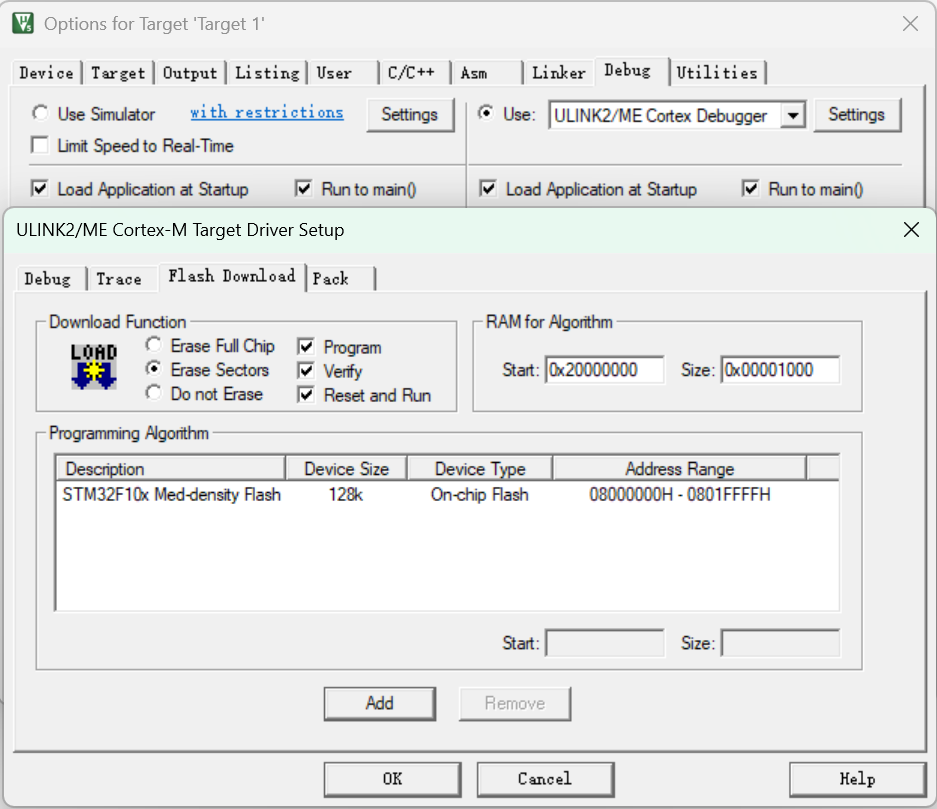 Options for Target 'Target 1'
Device Target Output Listing User C/C++ Asm Linker Debug Utilities
Use Simulator with restrictions Settings Use: ULINK2/ME Cortex Debugger Settings
Limit Speed to Real-Time
Load Application at Startup Run to main() Load Application at Startup Run to main()
ULINK2/ME Cortex-M Target Driver Setup
Debug Trace Flash Download Pack
Download Function RAM for Algorithm
LOAD Erase Full Chip Program
Erase Sectors Verify Start: 0x20000000 Size: 0x00001000
Do not Erase Reset and Run
Programming Algorithm
Description Device Size Device Type Address Range
STM32F10x Med-density Flash 128k On-chip Flash 08000000H - 0801FFFFH
Start: Size:
Add Remove
OK Cancel Help